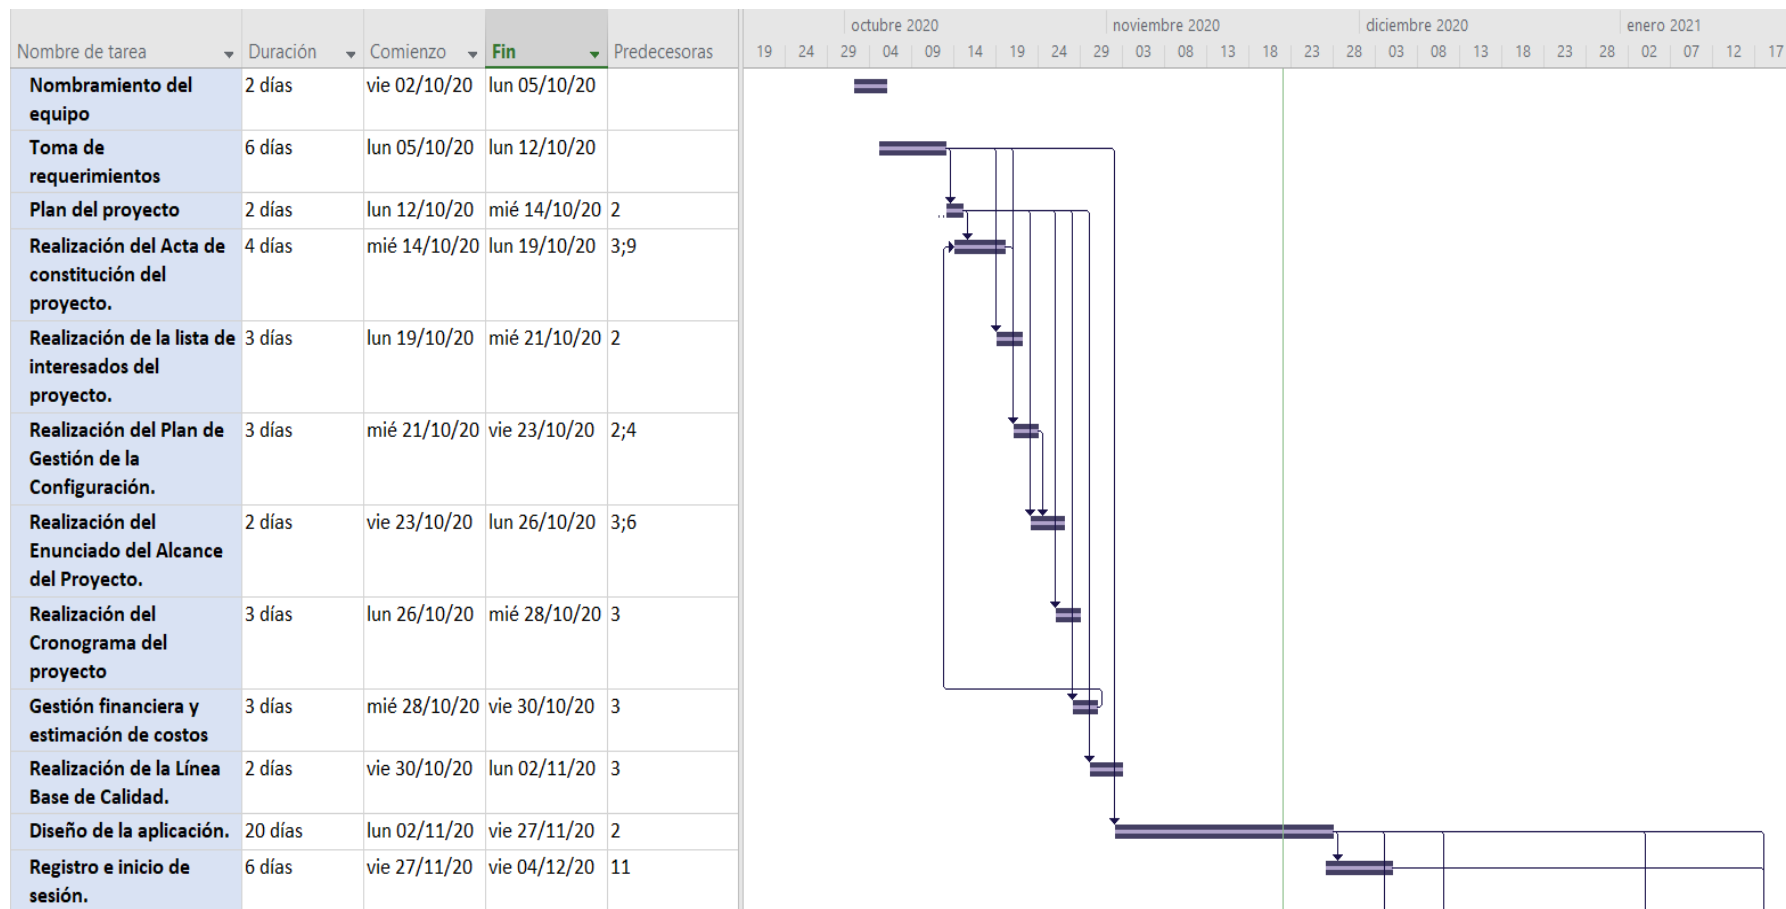 octubre 2020 noviembre 2020 diciembre 2020 enero 2021
Nombre de tarea Duración Comienzo Fin Predecesoras 19 24 29 04 09 14 19 24 29 03 08 13 18 23 28 03 08 13 18 23 28 02 07 12 17
Nombramiento del 2 días vie 02/10/20 lun 05/10/20
equipo
Toma de 6 días lun 05/10/20 lun 12/10/20
requerimientos
Plan del proyecto 2 días lun 12/10/20 mié 14/10/20 2
Realización del Acta de 4 días mié 14/10/20 lun 19/10/20 3;9
constitución del
proyecto.
Realización de la lista de 3 días lun 19/10/20 mié 21/10/20 2
interesados del
proyecto.
Realización del Plan de 3 días mié 21/10/20 vie 23/10/20 2;4
Gestión de la
Configuración.
Realización del 2 días vie 23/10/20 lun 26/10/20 3;6
Enunciado del Alcance
del Proyecto.
Realización del 3 días lun 26/10/20 mié 28/10/20 3
Cronograma del
proyecto
Gestión financiera y 3 días mié 28/10/20 vie 30/10/20 3
estimación de costos
Realización de la Línea 2 días vie 30/10/20 lun 02/11/20 3
Base de Calidad.
Diseño de la aplicación. 20 días lun 02/11/20 vie 27/11/20 2
Registro e inicio de 6 días vie 27/11/20 vie 04/12/20 11
sesión.